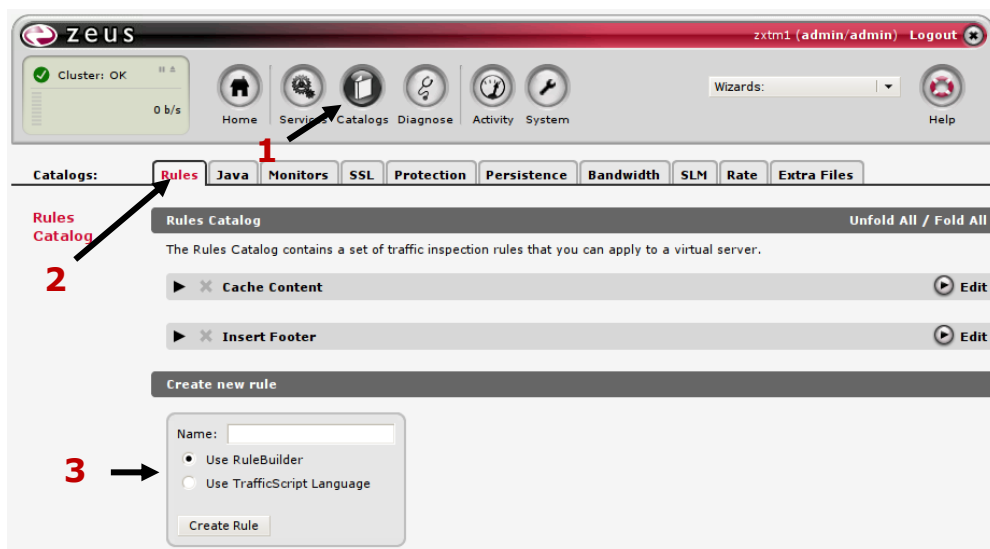 zeus
zxtm1 (admin/admin) Logout
Cluster: OK
0 b/s
Home Services Catalogs Diagnose Activity System
Wizards:
Help
1
Catalogs: Rules Java Monitors SSL Protection Persistence Bandwidth SLM Rate Extra Files
Rules
Catalog
2
Rules Catalog Unfold All / Fold All
The Rules Catalog contains a set of traffic inspection rules that you can apply to a virtual server.
Cache Content Edit
Insert Footer Edit
Create new rule
Name:
3
Use RuleBuilder
Use TrafficScript Language
Create Rule